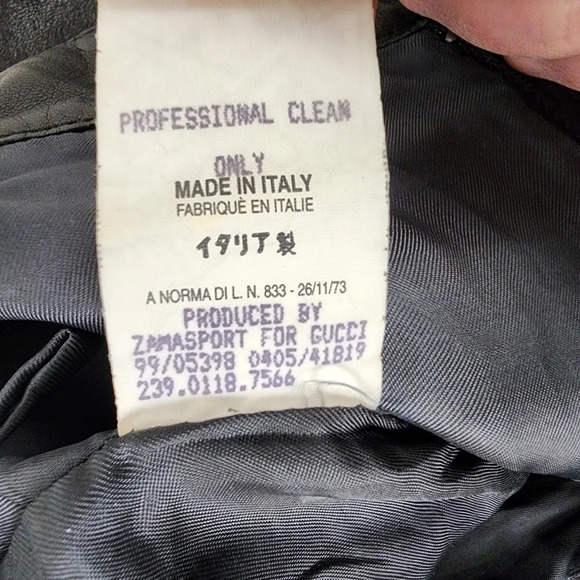 PROFESSIONAL CLEAN
ONLY
MADE IN ITALY
FABRIQUÈ EN ITALIE
イタリア製
A NORMA DI L. N. 833 - 26/11/73
PRODUCED BY
ZAMASPORT FOR GUCCI
99/05398 0405/41819
239.0118.7566